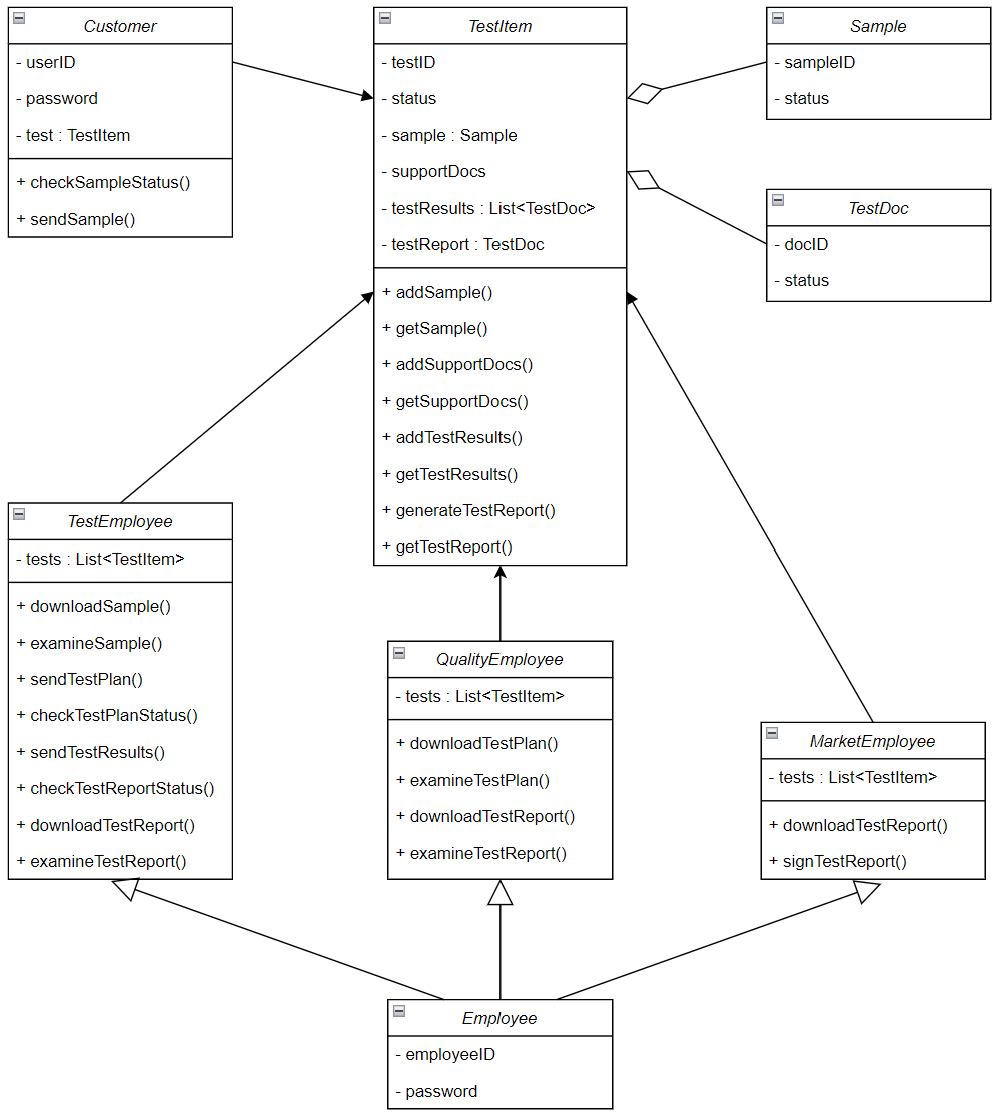 Customer
- userID
- password
- test : TestItem
+ checkSampleStatus()
+ sendSample()
TestItem
- testID
- status
- sample : Sample
- supportDocs
- testResults : List<TestDoc>
- testReport : TestDoc
+ addSample()
+ getSample()
+ addSupportDocs()
+ getSupportDocs()
+ addTestResults()
+ getTestResults()
+ generateTestReport()
+ getTestReport()
Sample
- sampleID
- status
TestDoc
- docID
- status
TestEmployee
- tests : List<TestItem>
+ downloadSample()
+ examineSample()
+ sendTestPlan()
+ checkTestPlanStatus()
+ sendTestResults()
+ checkTestReportStatus()
+ downloadTestReport()
+ examineTestReport()
QualityEmployee
- tests : List<TestItem>
+ downloadTestPlan()
+ examineTestPlan()
+ downloadTestReport()
+ examineTestReport()
MarketEmployee
- tests : List<TestItem>
+ downloadTestReport()
+ signTestReport()
Employee
- employeeID
- password